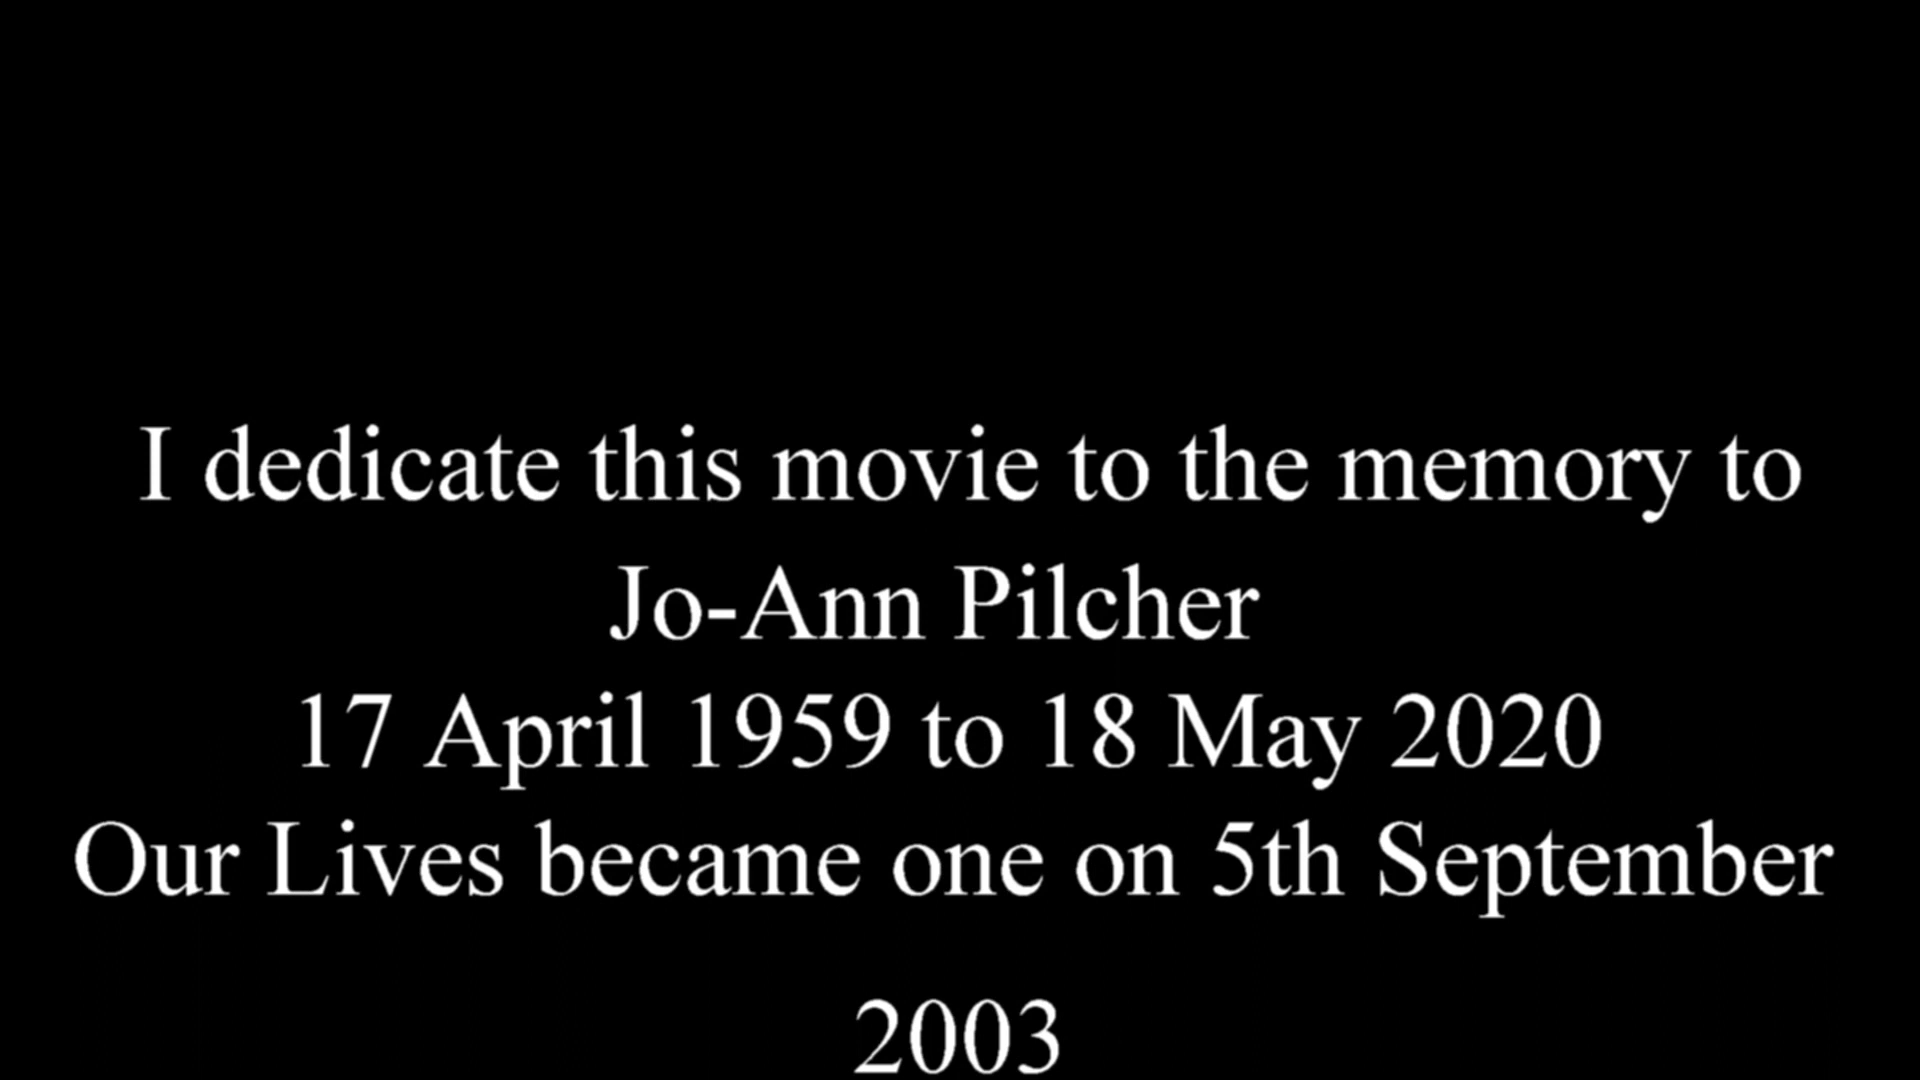 I dedicate this movie to the memory to
Jo-Ann Pilcher
17 April 1959 to 18 May 2020
Our Lives became one on 5th September
2003